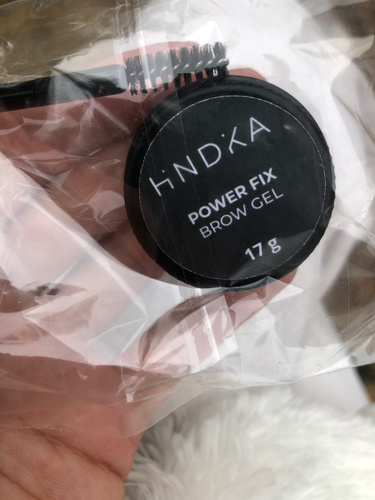 HNDKA
POWER FIX
BROW GEL
17 g